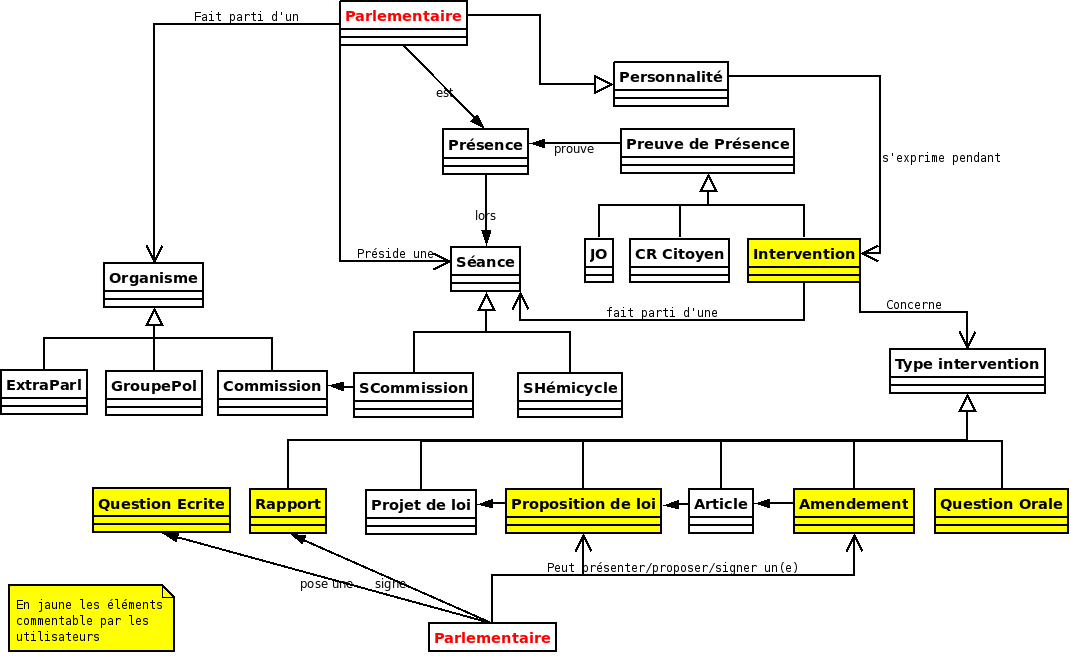 Fait parti d'un
Parlementaire
Personnalité
est
Présence
prouve
Preuve de Présence
s'exprime pendant
lors
Préside une
Séance
JO
CR Citoyen
Intervention
Organisme
fait parti d'une
Concerne
Type intervention
ExtraParl
GroupePol
Commission
SCommission
SHémicycle
Question Ecrite
Rapport
Projet de loi
Proposition de loi
Article
Amendement
Question Orale
Peut présenter/proposer/signer un(e)
pose une
signe
En jaune les éléments
commentable par les
utilisateurs
Parlementaire